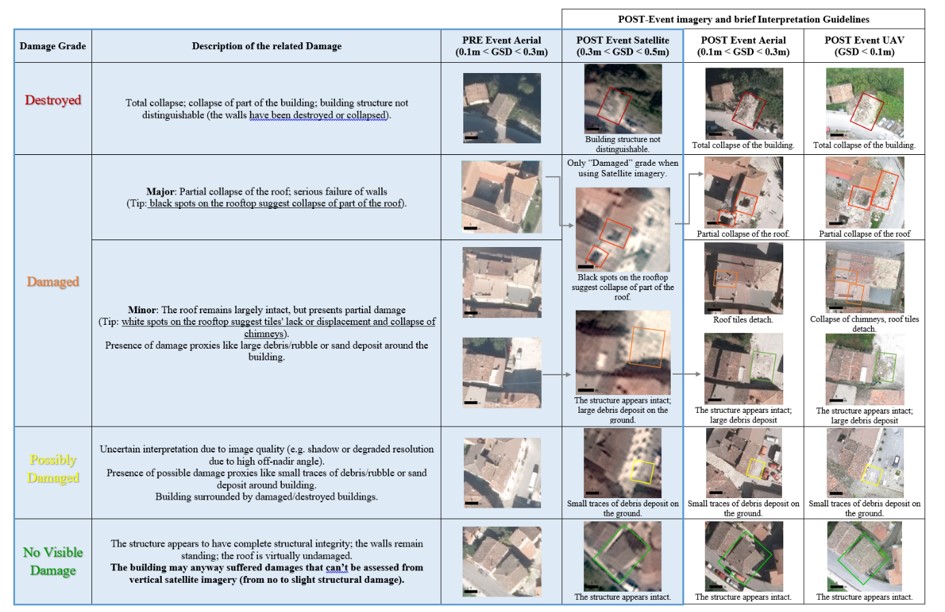 POST-Event imagery and brief Interpretation Guidelines
Damage Grade
Description of the related Damage
PRE Event Aerial
(0.1m < GSD < 0.3m)
POST Event Satellite
(0.3m < GSD < 0.5m)
POST Event Aerial
(0.1m < GSD < 0.3m)
POST Event UAV
(GSD < 0.1m)
Destroyed
Total collapse; collapse of part of the building; building structure not
distinguishable (the walls have been destroyed or collapsed).
Building structure not
distinguishable.
Total collapse of the building.
Total collapse of the building.
Damaged
Major: Partial collapse of the roof; serious failure of walls
(Tip: black spots on the rooftop suggest collapse of part of the roof).
Only “Damaged” grade when
using Satellite imagery.
Black spots on the rooftop
suggest collapse of part of the
roof.
Partial collapse of the roof.
Partial collapse of the roof
Minor: The roof remains largely intact, but presents partial damage
(Tip: white spots on the rooftop suggest tiles' lack or displacement and collapse of
chimneys).
Presence of damage proxies like large debris/rubble or sand deposit around the
building.
Roof tiles detach.
Collapse of chimneys, roof tiles
detach.
The structure appears intact;
large debris deposit on the
ground.
The structure appears intact;
large debris deposit
The structure appears intact;
large debris deposit
Possibly
Damaged
Uncertain interpretation due to image quality (e.g. shadow or degraded resolution
due to high off-nadir angle).
Presence of possible damage proxies like small traces of debris/rubble or sand
deposit around building.
Building surrounded by damaged/destroyed buildings.
Small traces of debris deposit on
the ground.
Small traces of debris deposit on
the ground.
Small traces of debris deposit on
the ground.
No Visible
Damage
The structure appears to have complete structural integrity; the walls remain
standing; the roof is virtually undamaged.
The building may anyway suffered damages that can’t be assessed from
vertical satellite imagery (from no to slight structural damage).
The structure appears intact.
The structure appears intact.
The structure appears intact.